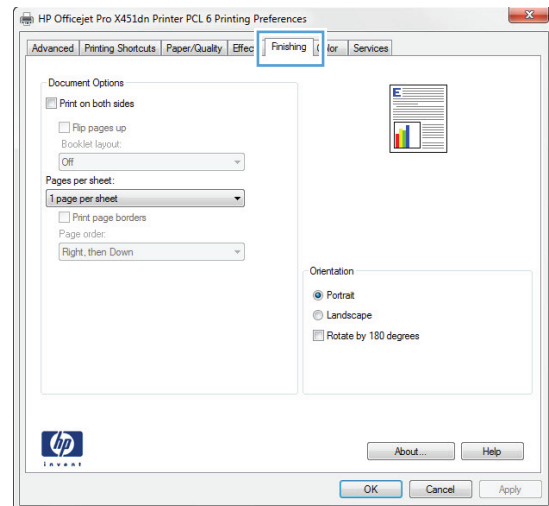 HP Officejet Pro X451dn Printer PCL 6 Printing Preferences
Advanced Printing Shortcuts Paper/Quality Finishing Services
Document Options
Print on both sides
Flip pages up
Booklet layout:
Off
Pages per sheet:
1 page per sheet
Print page borders
Page order:
Right, then Down
E
Orientation
Portrait
Landscape
Rotate by 180 degrees
hp
invent
About... Help
OK Cancel Apply